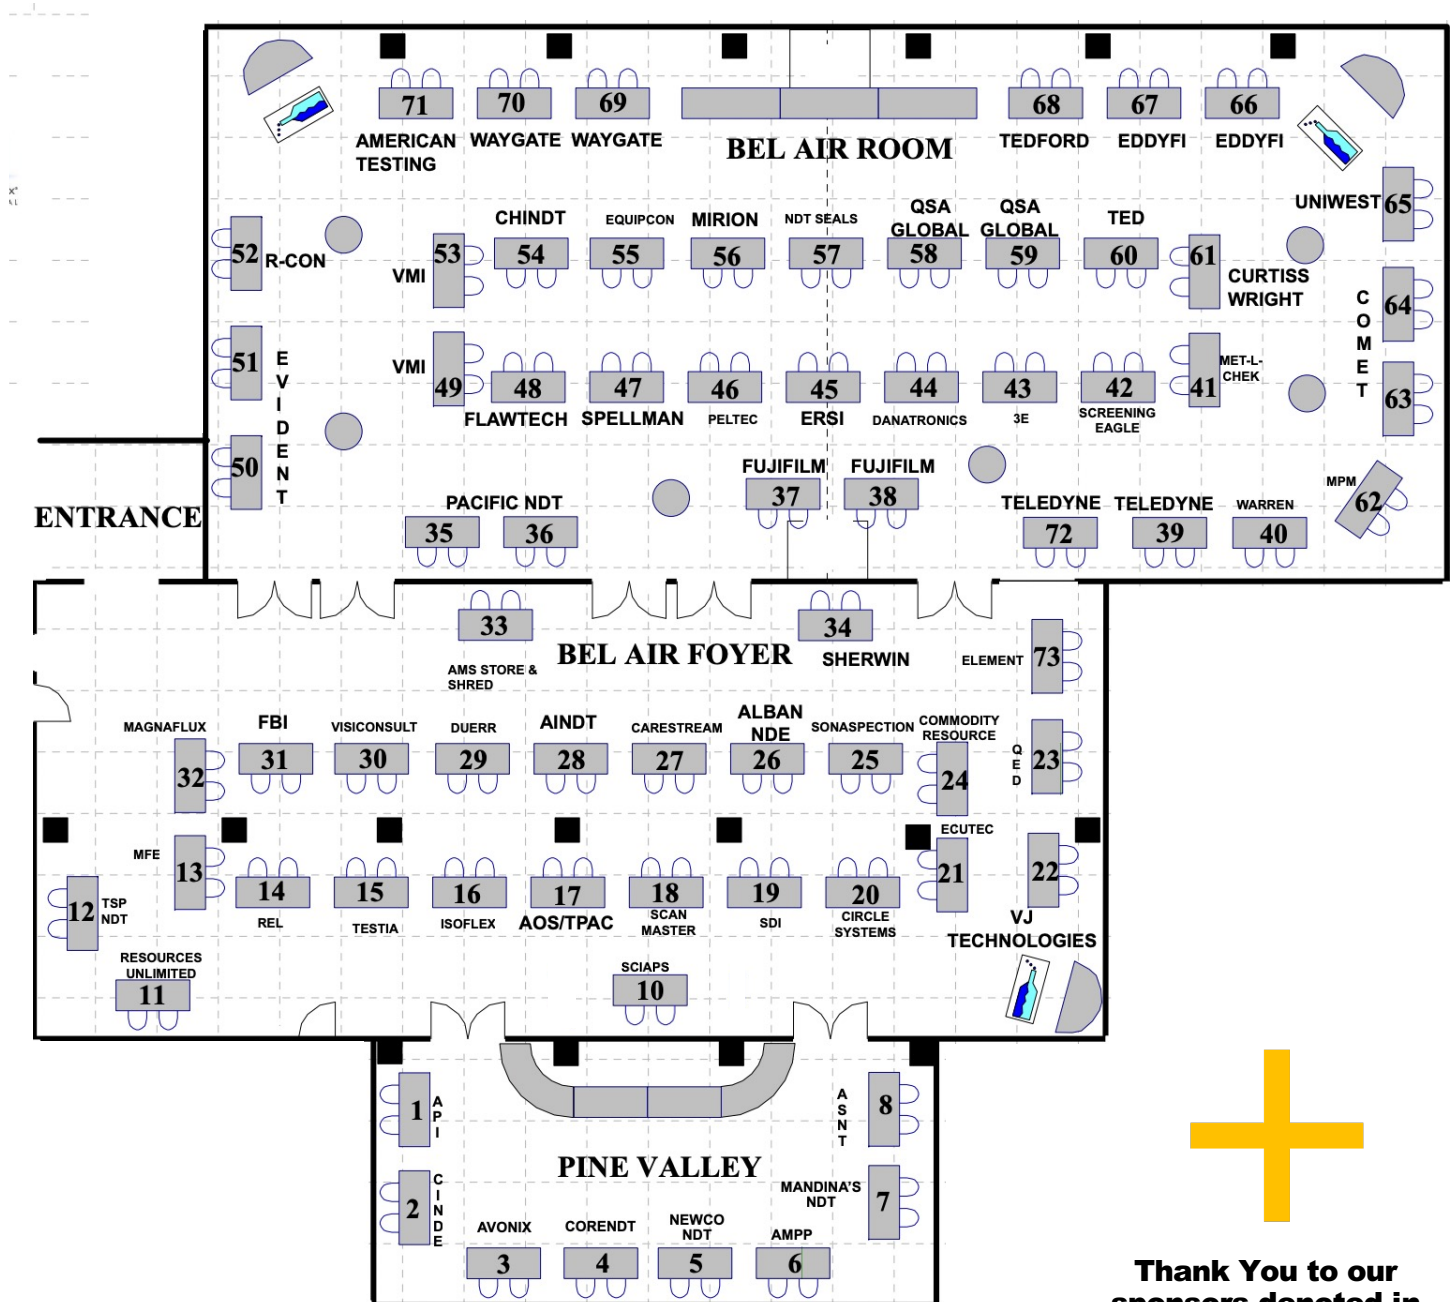 71 70 69 68 67 66
AMERICAN
TESTING
WAYGATE WAYGATE
BEL AIR ROOM
TEDFORD EDDYFI EDDYFI
UNIWEST 65
52 R-CON
VMI 53
CHINDT
54
EQUIPCON
55
MIRION
56
NDT SEALS
57
QSA
GLOBAL
58
QSA
GLOBAL
59
TED
60
61
CURTISS
WRIGHT
64
COMET
63
51
EVIDENT
50
VMI
49
48
FLAWTECH
47
SPELLMAN
46
PELTEC
45
ERSI
44
DANATRONICS
43
3E
42
SCREENING
EAGLE
41
MET-L-
CHEK
ENTRANCE
PACIFIC NDT
35 36
FUJIFILM
37
FUJIFILM
38
TELEDYNE
72
TELEDYNE
39
WARREN
40
MPM
62
33
AMS STORE &
SHRED
BEL AIR FOYER
34
SHERWIN
ELEMENT 73
MAGNAFLUX
32
FBI
31
VISICONSULT
30
DUERR
29
AINDT
28
CARESTREAM
27
ALBAN
NDE
26
SONASPECTION
25
COMMODITY
RESOURCE
24
QED
23
MFE
13
14
REL
15
TESTIA
16
ISOFLEX
17
AOS/TPAC
18
SCAN
MASTER
19
SDI
20
CIRCLE
SYSTEMS
ECUTEC
21
22
VJ
TECHNOLOGIES
12
TSP
NDT
RESOURCES
UNLIMITED
11
SCIAPS
10
1
API
ASNT
8
PINE VALLEY
2
CINDE
MANDINA'S
NDT
7
AVONIX
3
CORENDT
4
NEWCO
NDT
5
AMPP
6
Thank You to our
sponsors denoted in